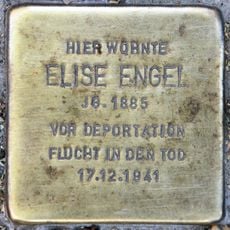 HIER WOHNTE
ELISE ENGEL
JG. 1885
VOR DEPORTATION
FLUCHT IN DEN TOD
17.12.1941